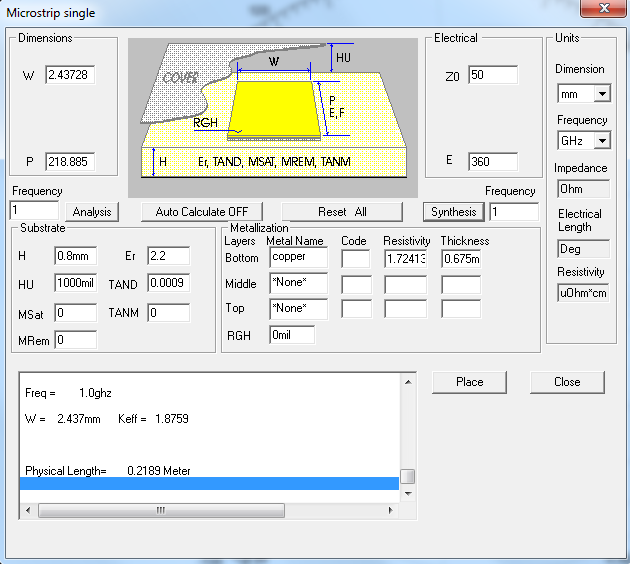 Microstrip single
Dimensions
W 2.43728
P 218.885
COVER
W
HU
P
E, F
RGH
H Er, TAND, MSAT, MREM, TANM
Electrical
Z0 50
E 360
Units
Dimension
mm
Frequency
GHz
Impedance
Ohm
Electrical
Length
Deg
Resistivity
uOhm*cm
Frequency
1 Analysis Auto Calculate OFF Reset All Synthesis
Frequency
1
Substrate
H 0.8mm Er 2.2
HU 1000mil TAND 0.0009
MSat 0 TANM 0
MRem 0
Metallization
Layers Metal Name Code Resistivity Thickness
Bottom copper 1.72413 0.675m
Middle *None*
Top *None*
RGH 0mil
Freq = 1.0ghz
W = 2.437mm Keff = 1.8759
Physical Length= 0.2189 Meter
Place Close